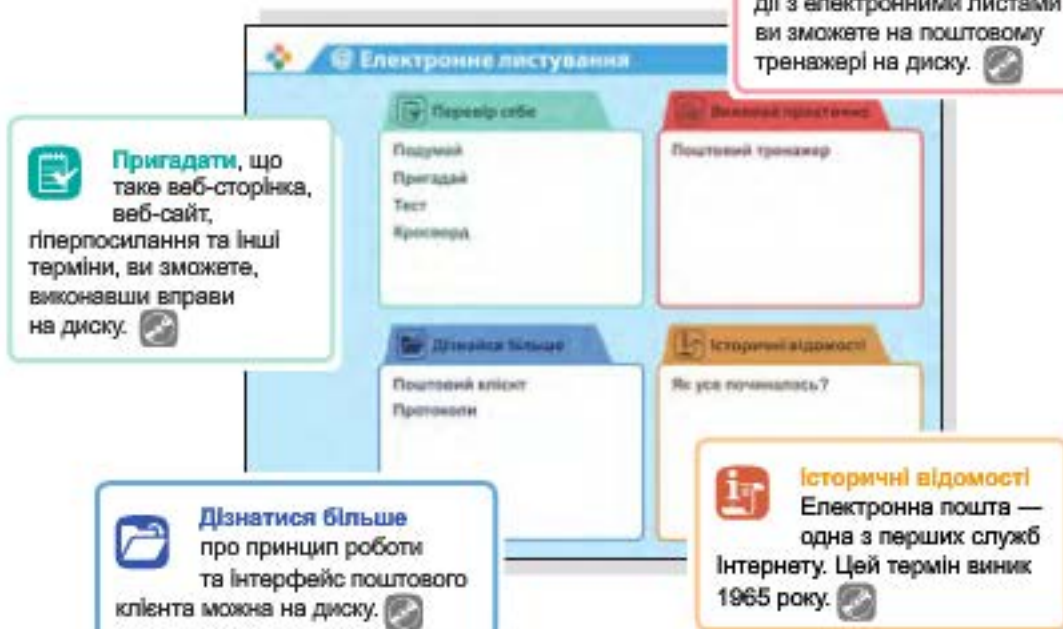 дії з електронними листами
ви зможете на поштовому
тренажері на диску.
Електронне листування
Перевір себе
Подумай
Пригадай
Тест
Кросворд
Виконай практично
Поштовий тренажер
Пригадати, що
таке веб-сторінка,
веб-сайт,
гіперпосилання та інші
терміни, ви зможете,
виконавши вправи
на диску.
Дізнайся більше
Поштовий клієнт
Протоколи
Історичні відомості
Як усе починалось?
Дізнатися більше
про принцип роботи
та інтерфейс поштового
клієнта можна на диску.
Історичні відомості
Електронна пошта —
одна з перших служб
Інтернету. Цей термін виник
1965 року.